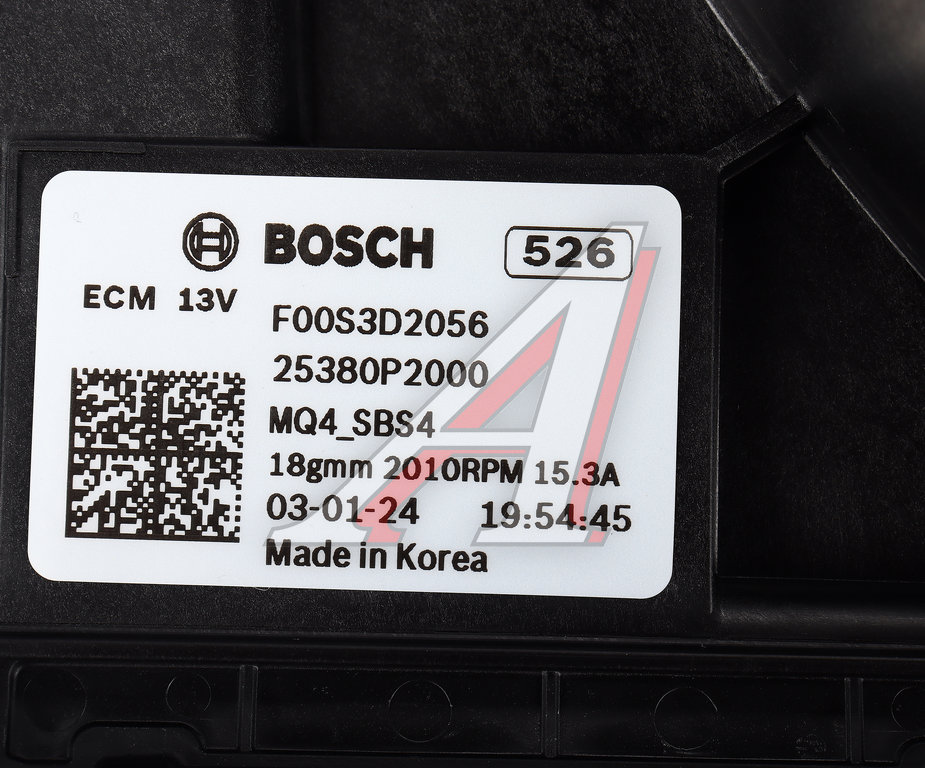 BOSCH 526
ECM 13V
F00S3D2056
25380P2000
MQ4_SBS4
18gmm 2010RPM 15.3A
03-01-24 19:54:45
Made in Korea